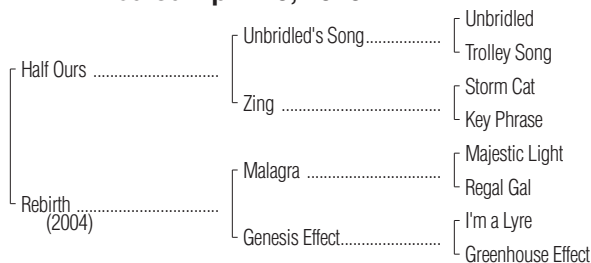 Unbridled
Unbridled's Song
Trolley Song
Half Ours
Storm Cat
Zing
Key Phrase
Majestic Light
Malagra
Regal Gal
Rebirth
(2004)
I'm a Lyre
Genesis Effect
Greenhouse Effect